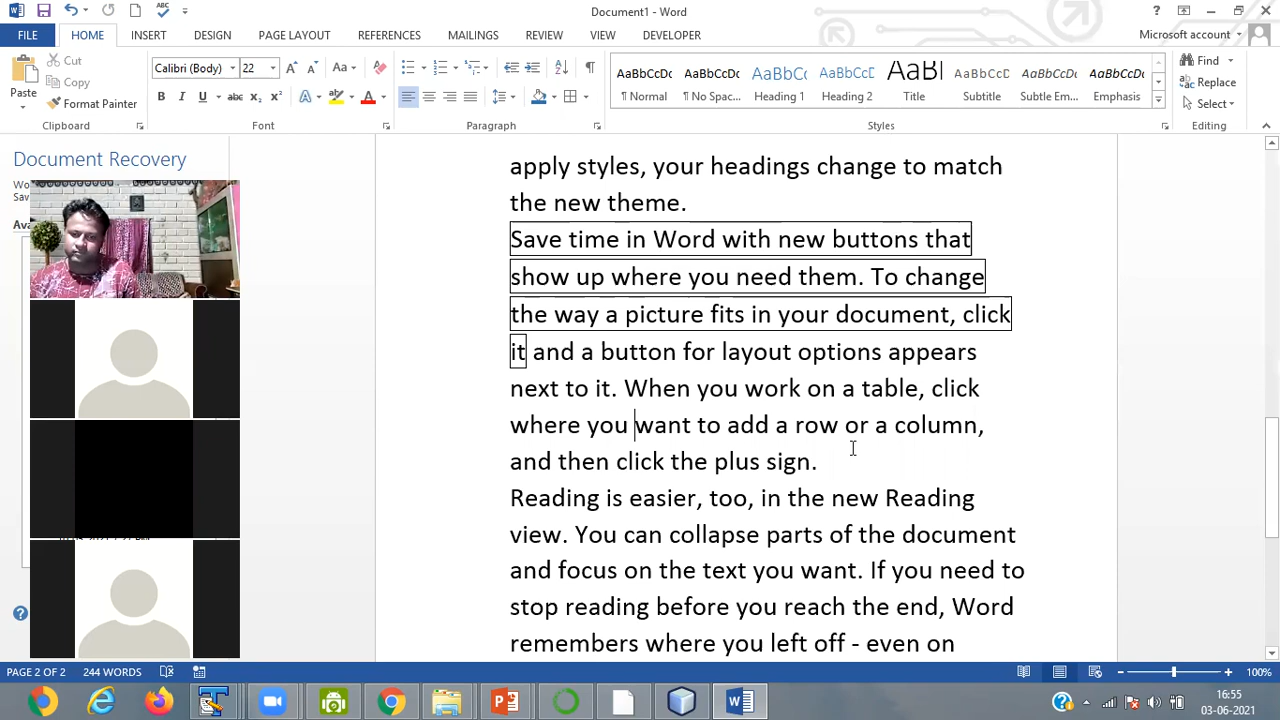 Document1 - Word
FILE HOME INSERT DESIGN PAGE LAYOUT REFERENCES MAILINGS REVIEW VIEW DEVELOPER Microsoft account
Paste Cut Copy Format Painter
Calibri (Body) 22
AaBbCcDc AaBbCcDc AaBbCc AaBbCcD AaBl AaBbCcD AaBbCcDc AaBbCcDc
¶ Normal ¶ No Spac... Heading 1 Heading 2 Title Subtitle Subtle Em... Emphasis
Find Replace Select
Clipboard Font Paragraph Styles Editing
Document Recovery
Wo
Sav
Ava
apply styles, your headings change to match
the new theme.
Save time in Word with new buttons that
show up where you need them. To change
the way a picture fits in your document, click
it and a button for layout options appears
next to it. When you work on a table, click
where you want to add a row or a column,
and then click the plus sign.
Reading is easier, too, in the new Reading
view. You can collapse parts of the document
and focus on the text you want. If you need to
stop reading before you reach the end, Word
remembers where you left off - even on
PAGE 2 OF 2 244 WORDS 100%
16:55
03-06-2021